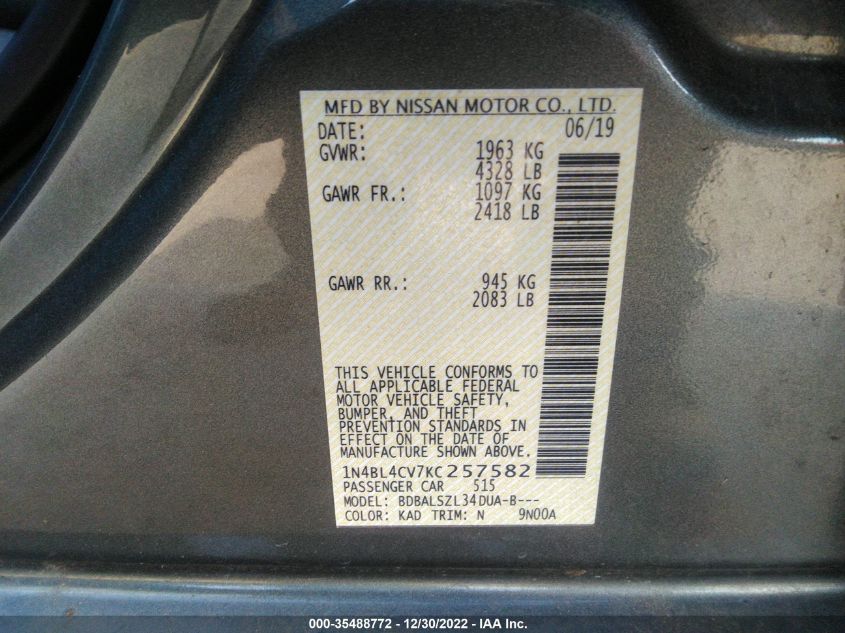 MFD BY NISSAN MOTOR CO., LTD.
DATE: 06/19
GVWR: 1963 KG
4328 LB
GAWR FR.: 1097 KG
2418 LB
GAWR RR.: 945 KG
2083 LB
THIS VEHICLE CONFORMS TO
ALL APPLICABLE FEDERAL
MOTOR VEHICLE SAFETY,
BUMPER, AND THEFT
PREVENTION STANDARDS IN
EFFECT ON THE DATE OF
MANUFACTURE SHOWN ABOVE.
1N4BL4CV7KC257582
PASSENGER CAR 515
MODEL: BDBALSZL34DUA-B---
COLOR: KAD TRIM: N 9N00A
000-35488772 - 12/30/2022 - IAA Inc.